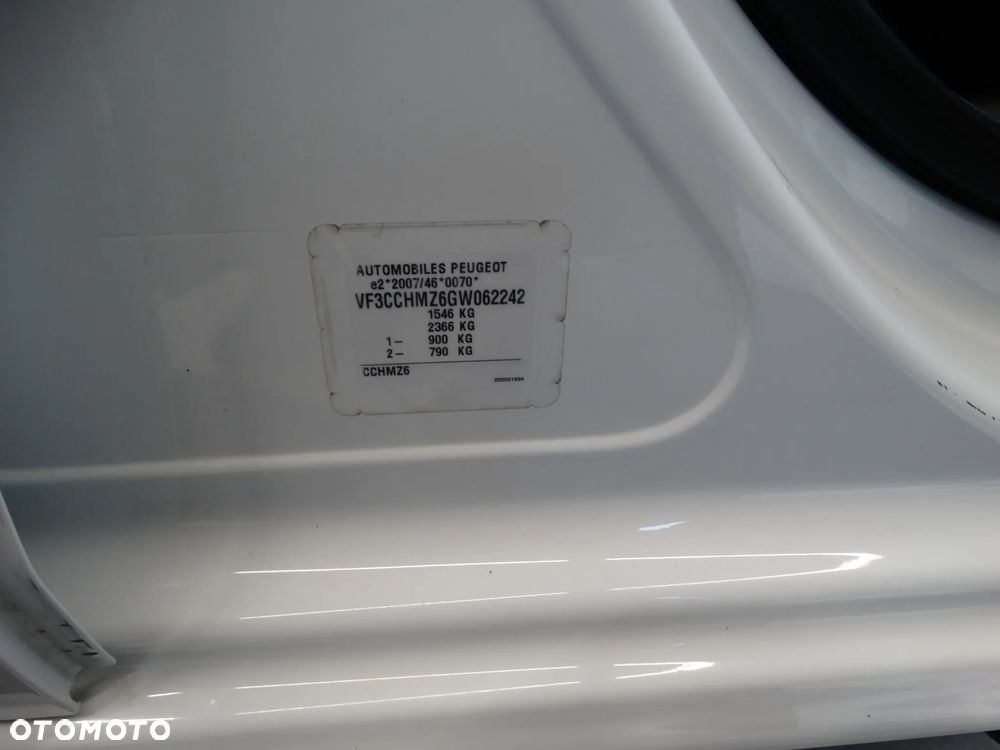 AUTOMOBILES PEUGEOT
e2*2007/46*0070*
VF3CCHMZ6GW062242
1546 KG
2366 KG
1- 900 KG
2- 790 KG
CCHMZ6
OTOMOTO